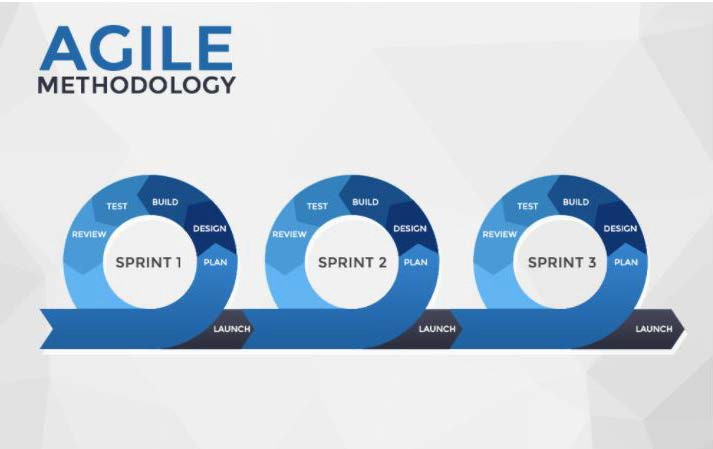 AGILE
METHODOLOGY
TEST
BUILD
REVIEW
DESIGN
SPRINT 1
PLAN
LAUNCH
TEST
BUILD
REVIEW
DESIGN
SPRINT 2
PLAN
LAUNCH
TEST
BUILD
REVIEW
DESIGN
SPRINT 3
PLAN
LAUNCH